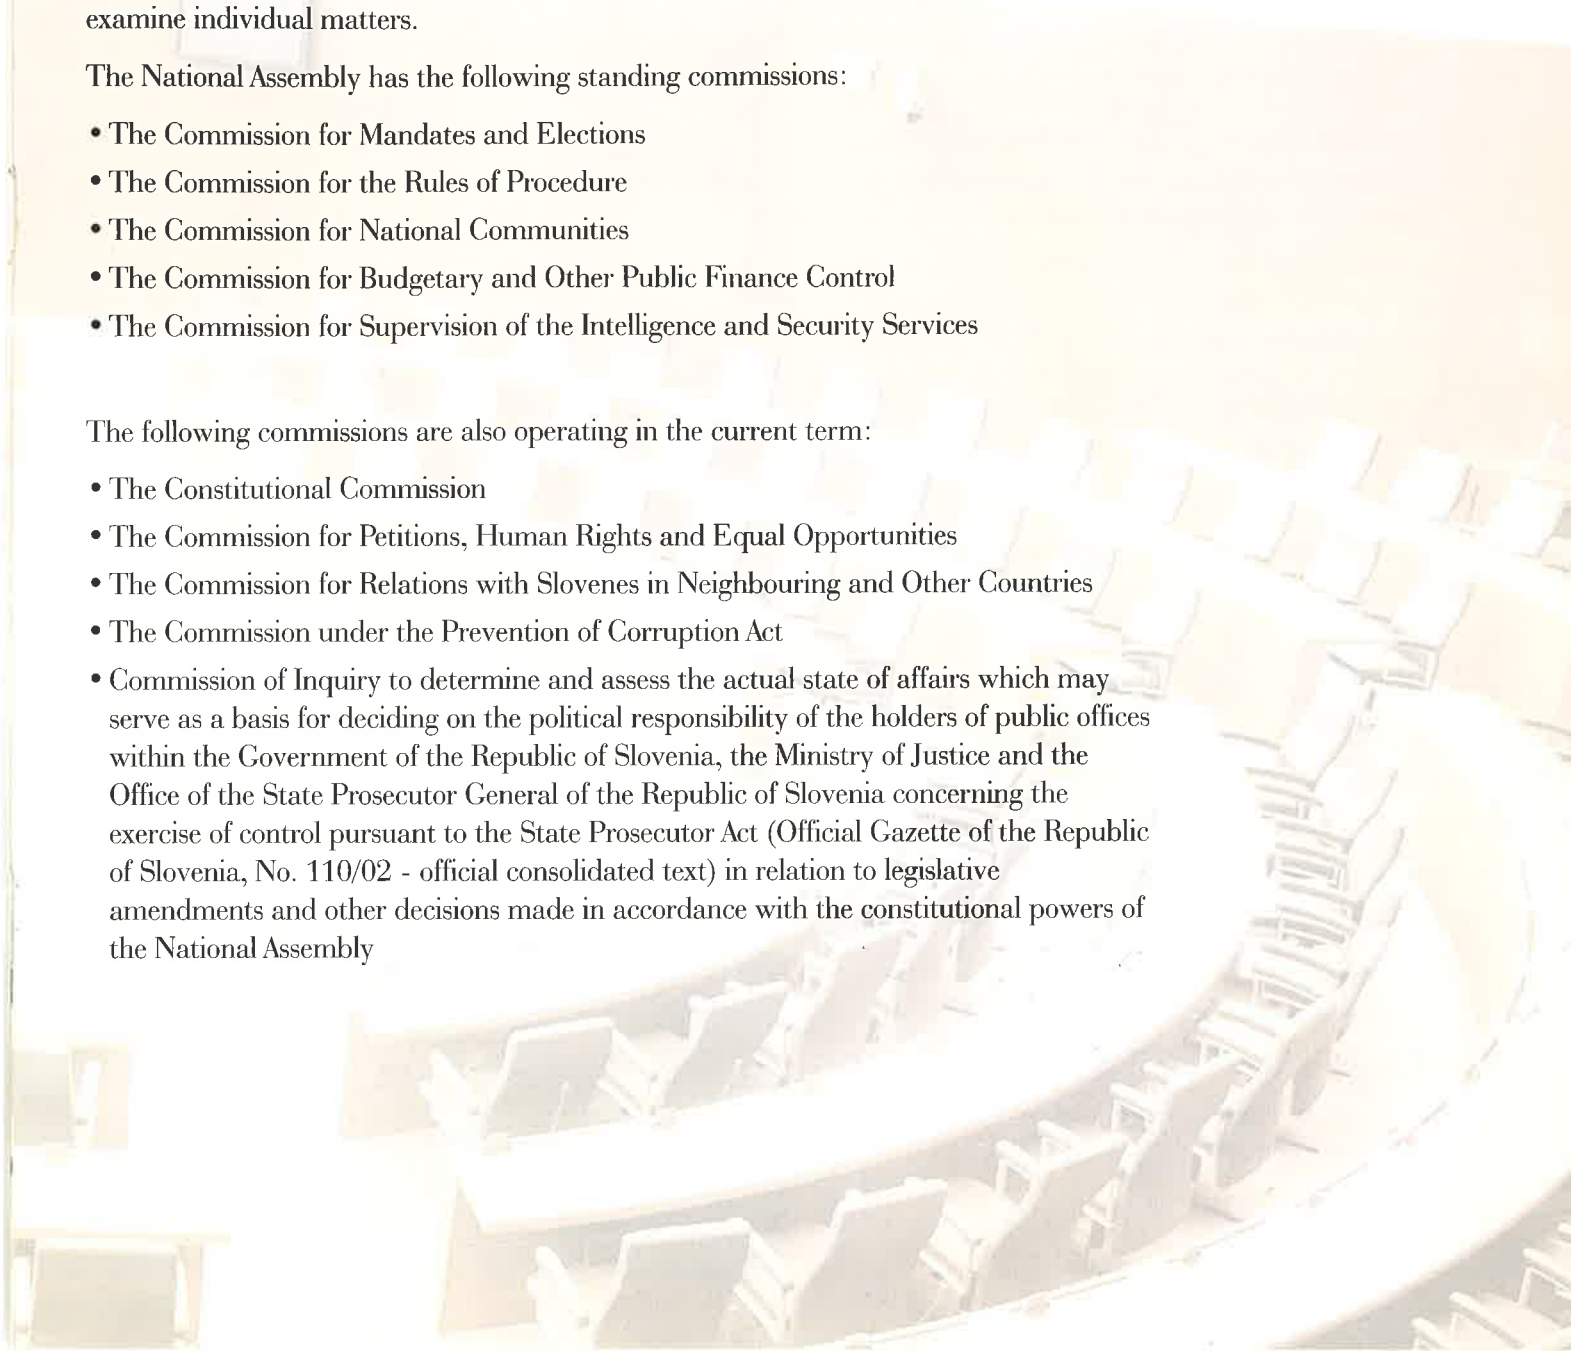 examine individual matters.
The National Assembly has the following standing commissions:
• The Commission for Mandates and Elections
• The Commission for the Rules of Procedure
• The Commission for National Communities
• The Commission for Budgetary and Other Public Finance Control
• The Commission for Supervision of the Intelligence and Security Services
The following commissions are also operating in the current term:
• The Constitutional Commission
• The Commission for Petitions, Human Rights and Equal Opportunities
• The Commission for Relations with Slovenes in Neighbouring and Other Countries
• The Commission under the Prevention of Corruption Act
• Commission of Inquiry to determine and assess the actual state of affairs which may
serve as a basis for deciding on the political responsibility of the holders of public offices
within the Government of the Republic of Slovenia, the Ministry of Justice and the
Office of the State Prosecutor General of the Republic of Slovenia concerning the
exercise of control pursuant to the State Prosecutor Act (Official Gazette of the Republic
of Slovenia, No. 110/02 - official consolidated text) in relation to legislative
amendments and other decisions made in accordance with the constitutional powers of
the National Assembly